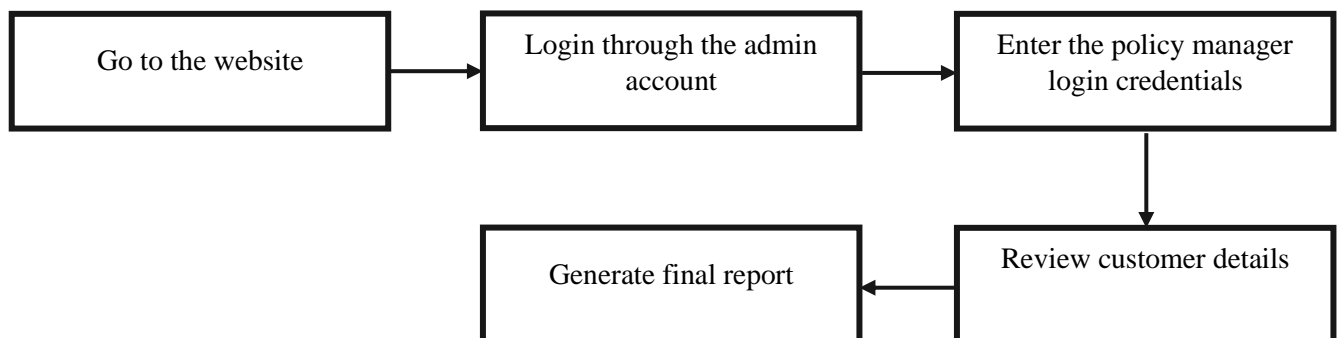 Go to the website
Login through the admin
account
Enter the policy manager
login credentials
Review customer details
Generate final report